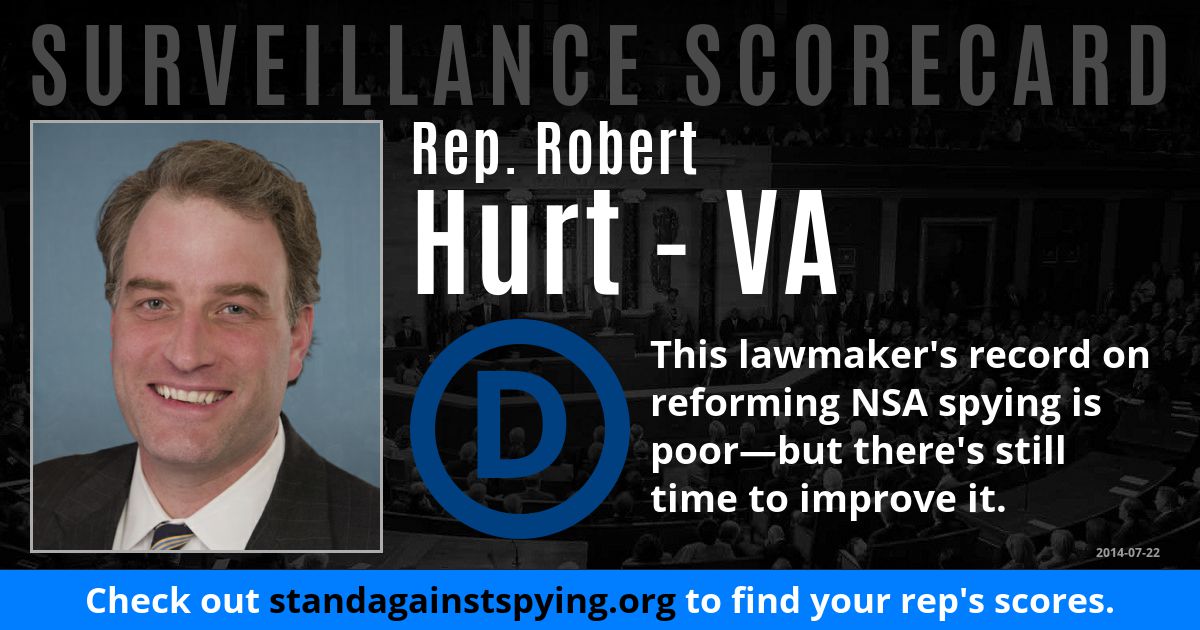 SURVEILLANCE SCORECARD
Rep. Robert
Hurt - VA
D
This lawmaker's record on
reforming NSA spying is
poor—but there's still
time to improve it.
2014-07-22
Check out standagainstspying.org to find your rep's scores.